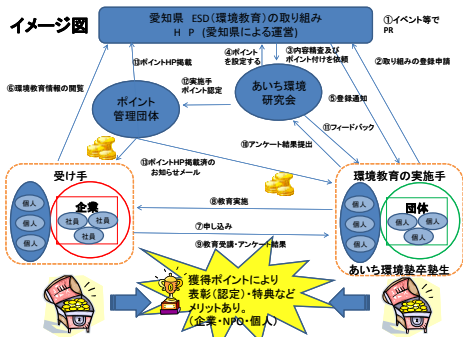 イメージ図
愛知県 ESD(環境教育)の取り組み
H P (愛知県による運営)
①イベント等で
PR
②取り組みの登録申請
③内容精査及び
ポイント付けを依頼
④ポイント
を設定する
⑬ポイントHP掲載
⑫実施手
ポイント認定
⑥環境教育情報の閲覧
ポイント
管理団体
あいち環境
研究会
⑤登録通知
⑪フィードバック
⑩アンケート結果提出
⑬ポイントHP掲載済の
お知らせメール
受け手
個人
個人
個人
企業
社員
社員
社員
環境教育の実施手
個人
個人
個人
団体
個人
個人
個人
あいち環境塾卒塾生
⑧教育実施
⑦申し込み
⑨教育受講・アンケート結果
獲得ポイントにより
表彰(認定)・特典など
メリットあり。
(企業・NPO・個人)